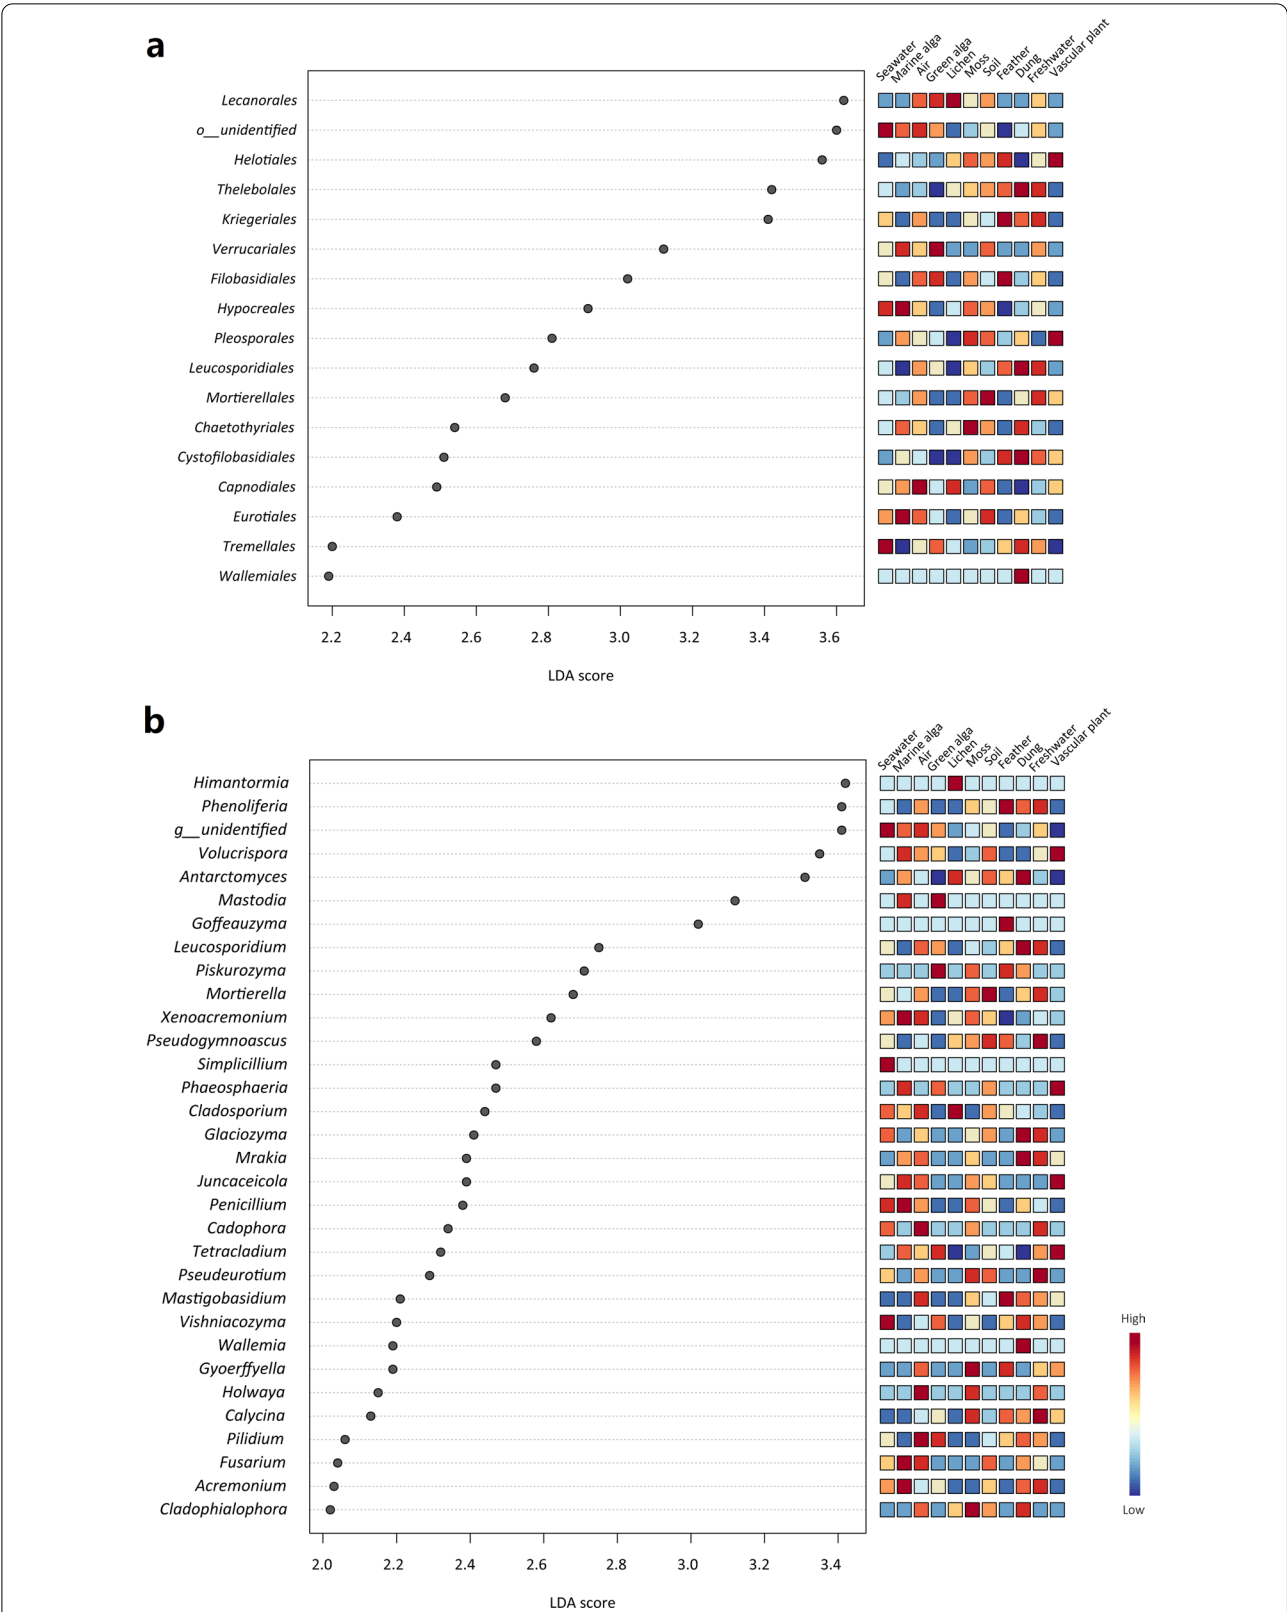 a
Seawater
Marine alga
Air
Green alga
Lichen
Moss
Soil
Feather
Dung
Freshwater
Vascular plant
Lecanorales
o__unidentified
Helotiales
Thelebolales
Kriegeriales
Verrucariales
Filobasidiales
Hypocreales
Pleosporales
Leucosporidiales
Mortierellales
Chaetothyriales
Cystofilobasidiales
Capnodiales
Eurotiales
Tremellales
Wallemiales
2.2 2.4 2.6 2.8 3.0 3.2 3.4 3.6
LDA score
b
Seawater
Marine alga
Air
Green alga
Lichen
Moss
Soil
Feather
Dung
Freshwater
Vascular plant
Himantormia
Phenoliferia
g__unidentified
Volucrispora
Antarctomyces
Mastodia
Goffeauzyma
Leucosporidium
Piskurozyma
Mortierella
Xenoacremonium
Pseudogymnoascus
Simplicillium
Phaeosphaeria
Cladosporium
Glaciozyma
Mrakia
Juncaceicola
Penicillium
Cadophora
Tetracladium
Pseudeurotium
Mastigobasidium
Vishniacozyma
Wallemia
Gyoerffyella
Holwaya
Calycina
Pilidium
Fusarium
Acremonium
Cladophialophora
High
Low
2.0 2.2 2.4 2.6 2.8 3.0 3.2 3.4
LDA score